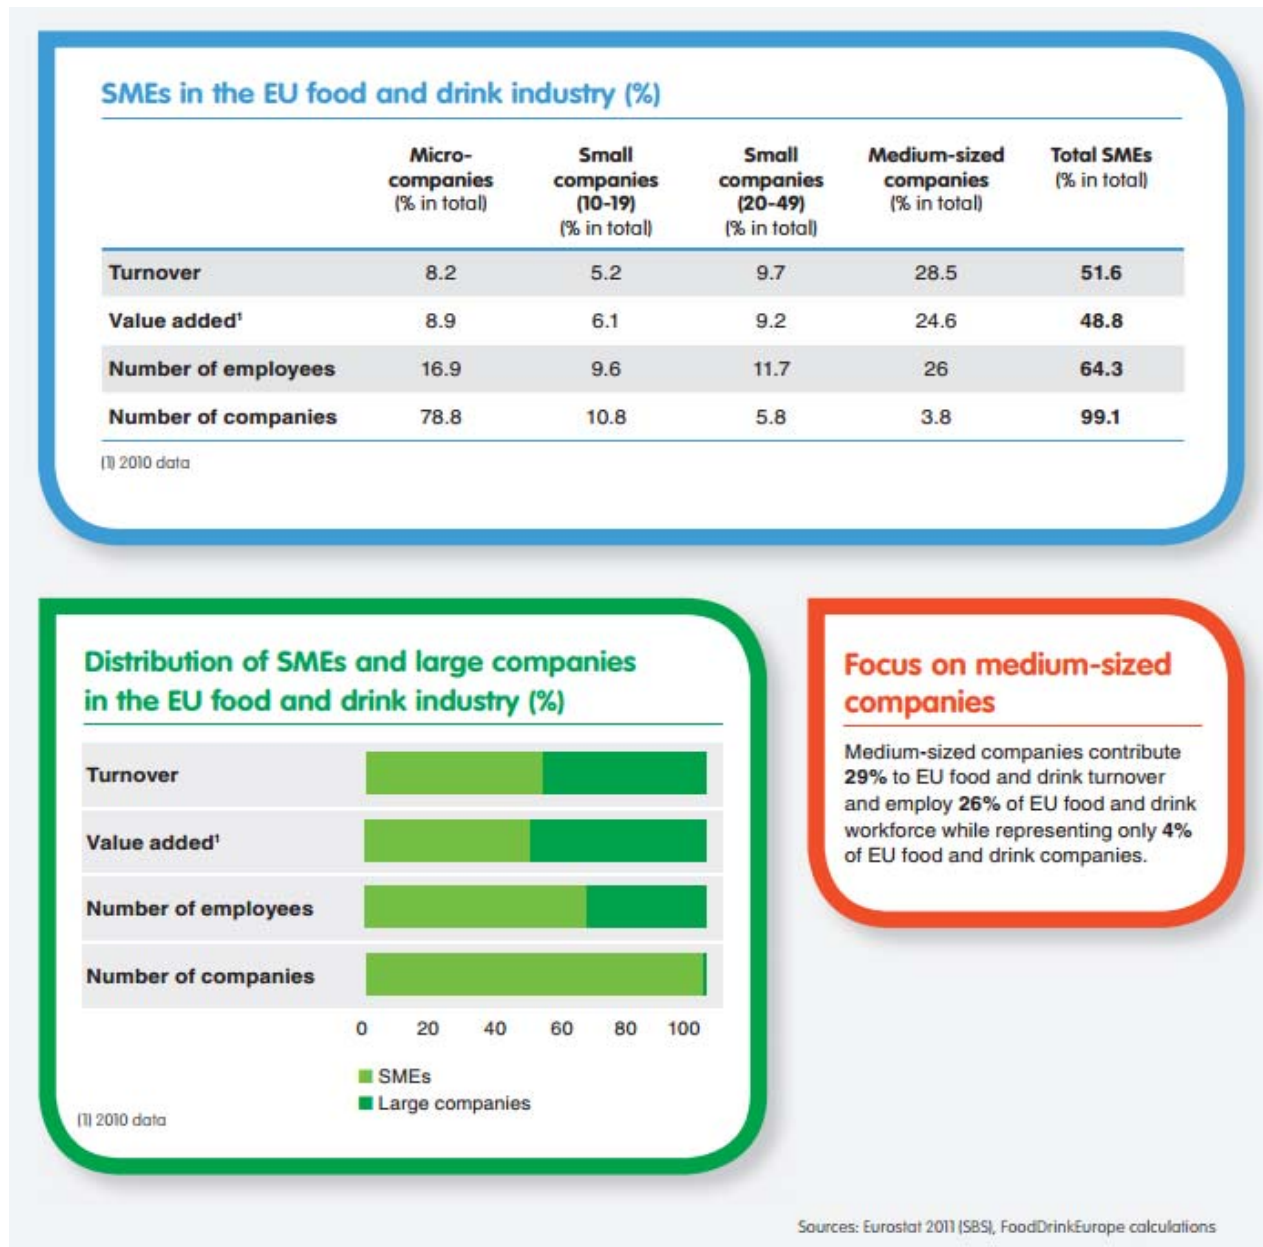 SMEs in the EU food and drink industry (%)
Micro-companies (% in total) Small companies (10-19) (% in total) Small companies (20-49) (% in total) Medium-sized companies (% in total) Total SMEs (% in total)
Turnover 8.2 5.2 9.7 28.5 51.6
Value added¹ 8.9 6.1 9.2 24.6 48.8
Number of employees 16.9 9.6 11.7 26 64.3
Number of companies 78.8 10.8 5.8 3.8 99.1
(1) 2010 data
Distribution of SMEs and large companies
in the EU food and drink industry (%)
Turnover
Value added¹
Number of employees
Number of companies
0 20 40 60 80 100
SMEs
Large companies
(1) 2010 data
Focus on medium-sized
companies
Medium-sized companies contribute
29% to EU food and drink turnover
and employ 26% of EU food and drink
workforce while representing only 4%
of EU food and drink companies.
Sources: Eurostat 2011 (SBS), FoodDrinkEurope calculations